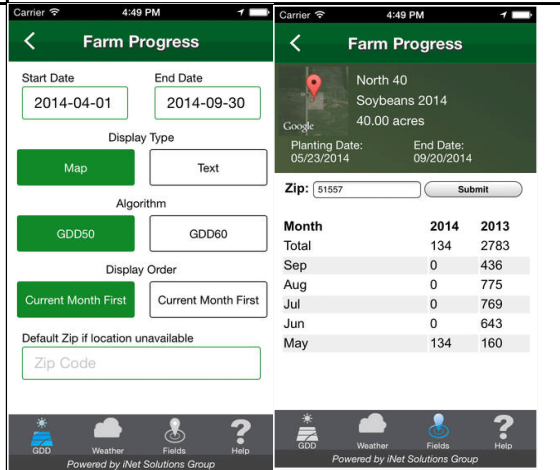 Carrier 4:49 PM
Farm Progress
Start Date End Date
2014-04-01 2014-09-30
Display Type
Map Text
Algorithm
GDD50 GDD60
Display Order
Current Month First Current Month First
Default Zip if location unavailable
Zip Code
GDD Weather Fields Help
Powered by iNet Solutions Group
Carrier 4:49 PM
Farm Progress
North 40
Soybeans 2014
40.00 acres
Google
Planting Date: End Date:
05/23/2014 09/20/2014
Zip: 51557 Submit
Month 2014 2013
Total 134 2783
Sep 0 436
Aug 0 775
Jul 0 769
Jun 0 643
May 134 160
GDD Weather Fields Help
Powered by iNet Solutions Group